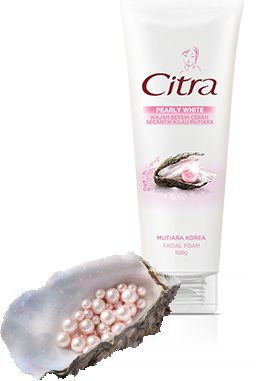 Citra
PEARLY WHITE
WAJAH BERSIH CERAH
SECANTIK KILAU MUTIARA
MUTIARA KOREA
FACIAL FOAM
100g